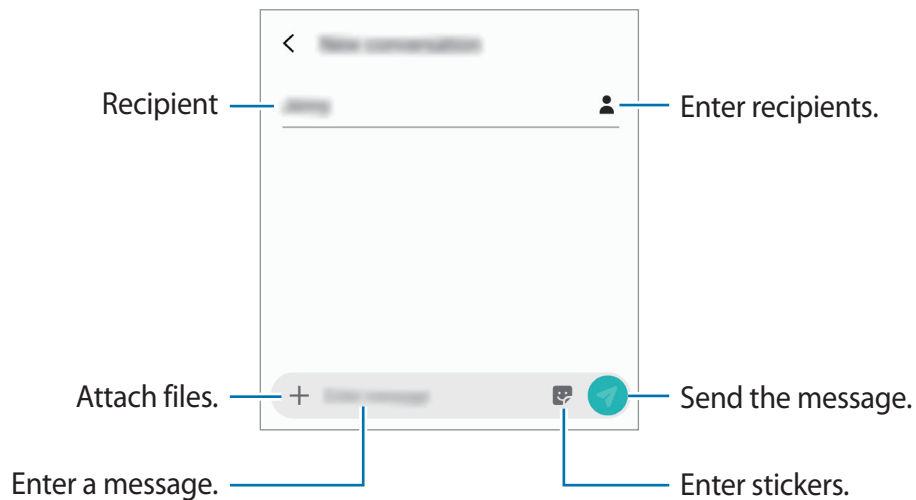 Recipient
Enter recipients.
Attach files.
Send the message.
Enter a message.
Enter stickers.